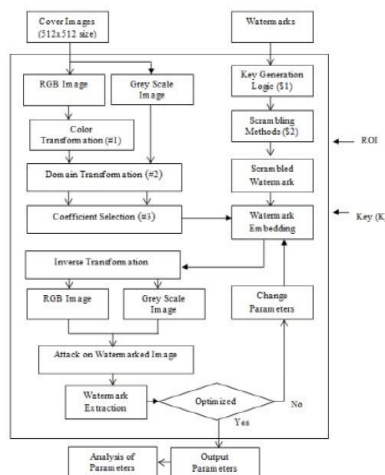 Cover Images
(512x512 size)
Watermarks
RGB Image
Grey Scale
Image
Key Generation
Logic ($1)
Color
Transformation (#1)
Scrambling
Methods ($2)
ROI
Domain Transformation (#2)
Scrambled
Watermark
Coefficient Selection (#3)
Watermark
Embedding
Key (K
Inverse Transformation
RGB Image
Grey Scale
Image
Change
Parameters
Attack on Watermarked Image
Watermark
Extraction
Optimized
No
Yes
Analysis of
Parameters
Output
Parameters